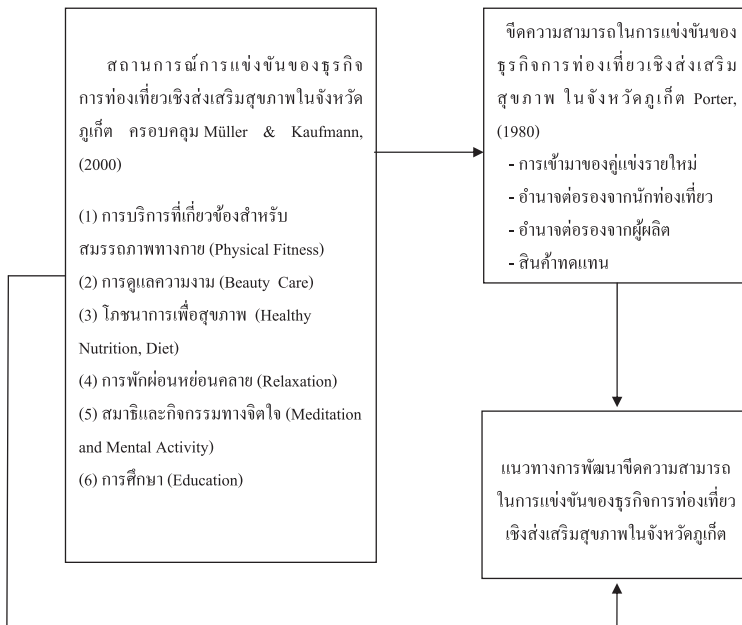 สถานการณ์การแข่งขันของธุรกิจ
การท่องเที่ยวเชิงส่งเสริมสุขภาพในจังหวัด
ภูเก็ต ครอบคลุม Müller & Kaufmann,
(2000)
(1) การบริการที่เกี่ยวข้องสำหรับ
สมรรถภาพทางกาย (Physical Fitness)
(2) การดูแลความงาม (Beauty Care)
(3) โภชนาการเพื่อสุขภาพ (Healthy
Nutrition, Diet)
(4) การพักผ่อนหย่อนคลาย (Relaxation)
(5) สมาธิและกิจกรรมทางจิตใจ (Meditation
and Mental Activity)
(6) การศึกษา (Education)
ขีดความสามารถในการแข่งขันของ
ธุรกิจการท่องเที่ยวเชิงส่งเสริม
สุขภาพ ในจังหวัดภูเก็ต Porter,
(1980)
- การเข้ามาของคู่แข่งรายใหม่
- อำนาจต่อรองจากนักท่องเที่ยว
- อำนาจต่อรองจากผู้ผลิต
- สินค้าทดแทน
แนวทางการพัฒนาขีดความสามารถ
ในการแข่งขันของธุรกิจการท่องเที่ยว
เชิงส่งเสริมสุขภาพในจังหวัดภูเก็ต